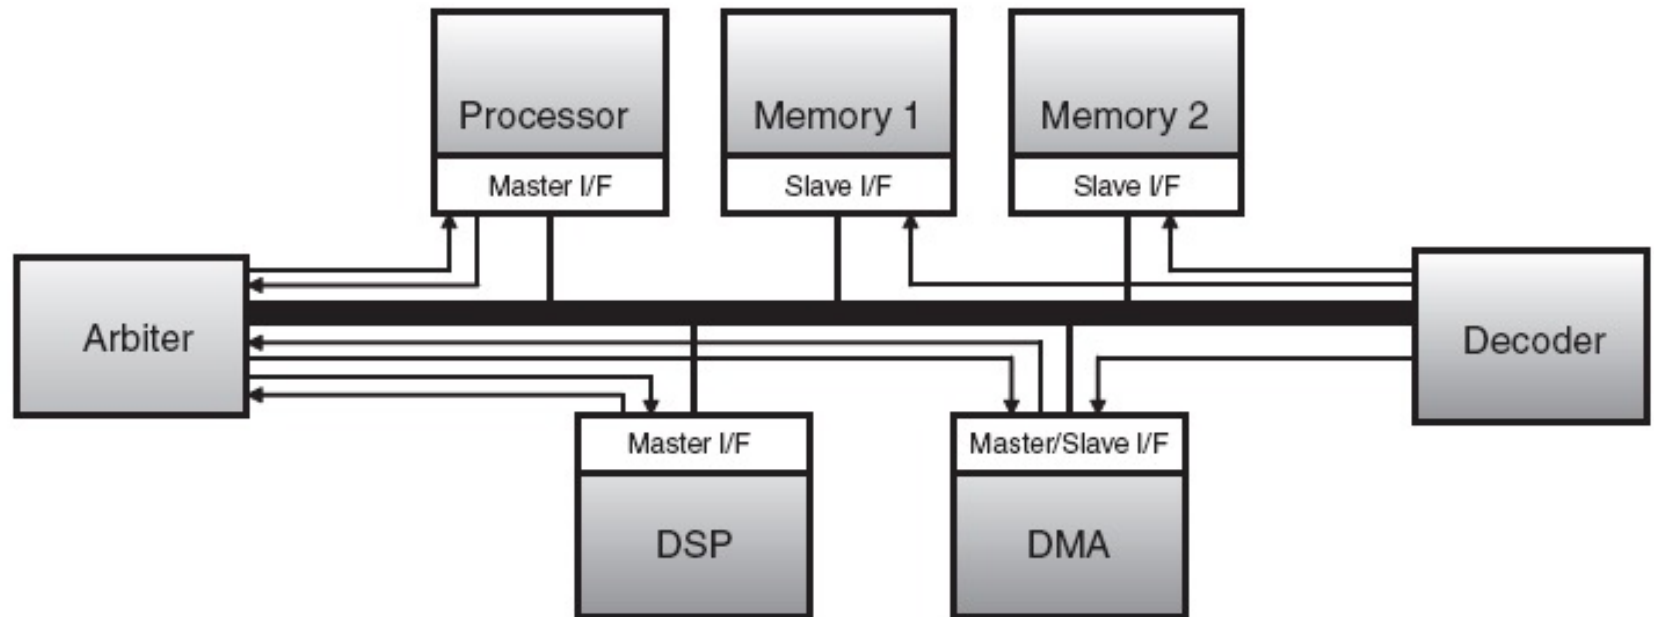 Processor
Master I/F
Memory 1
Slave I/F
Memory 2
Slave I/F
Arbiter
Decoder
Master I/F
DSP
Master/Slave I/F
DMA